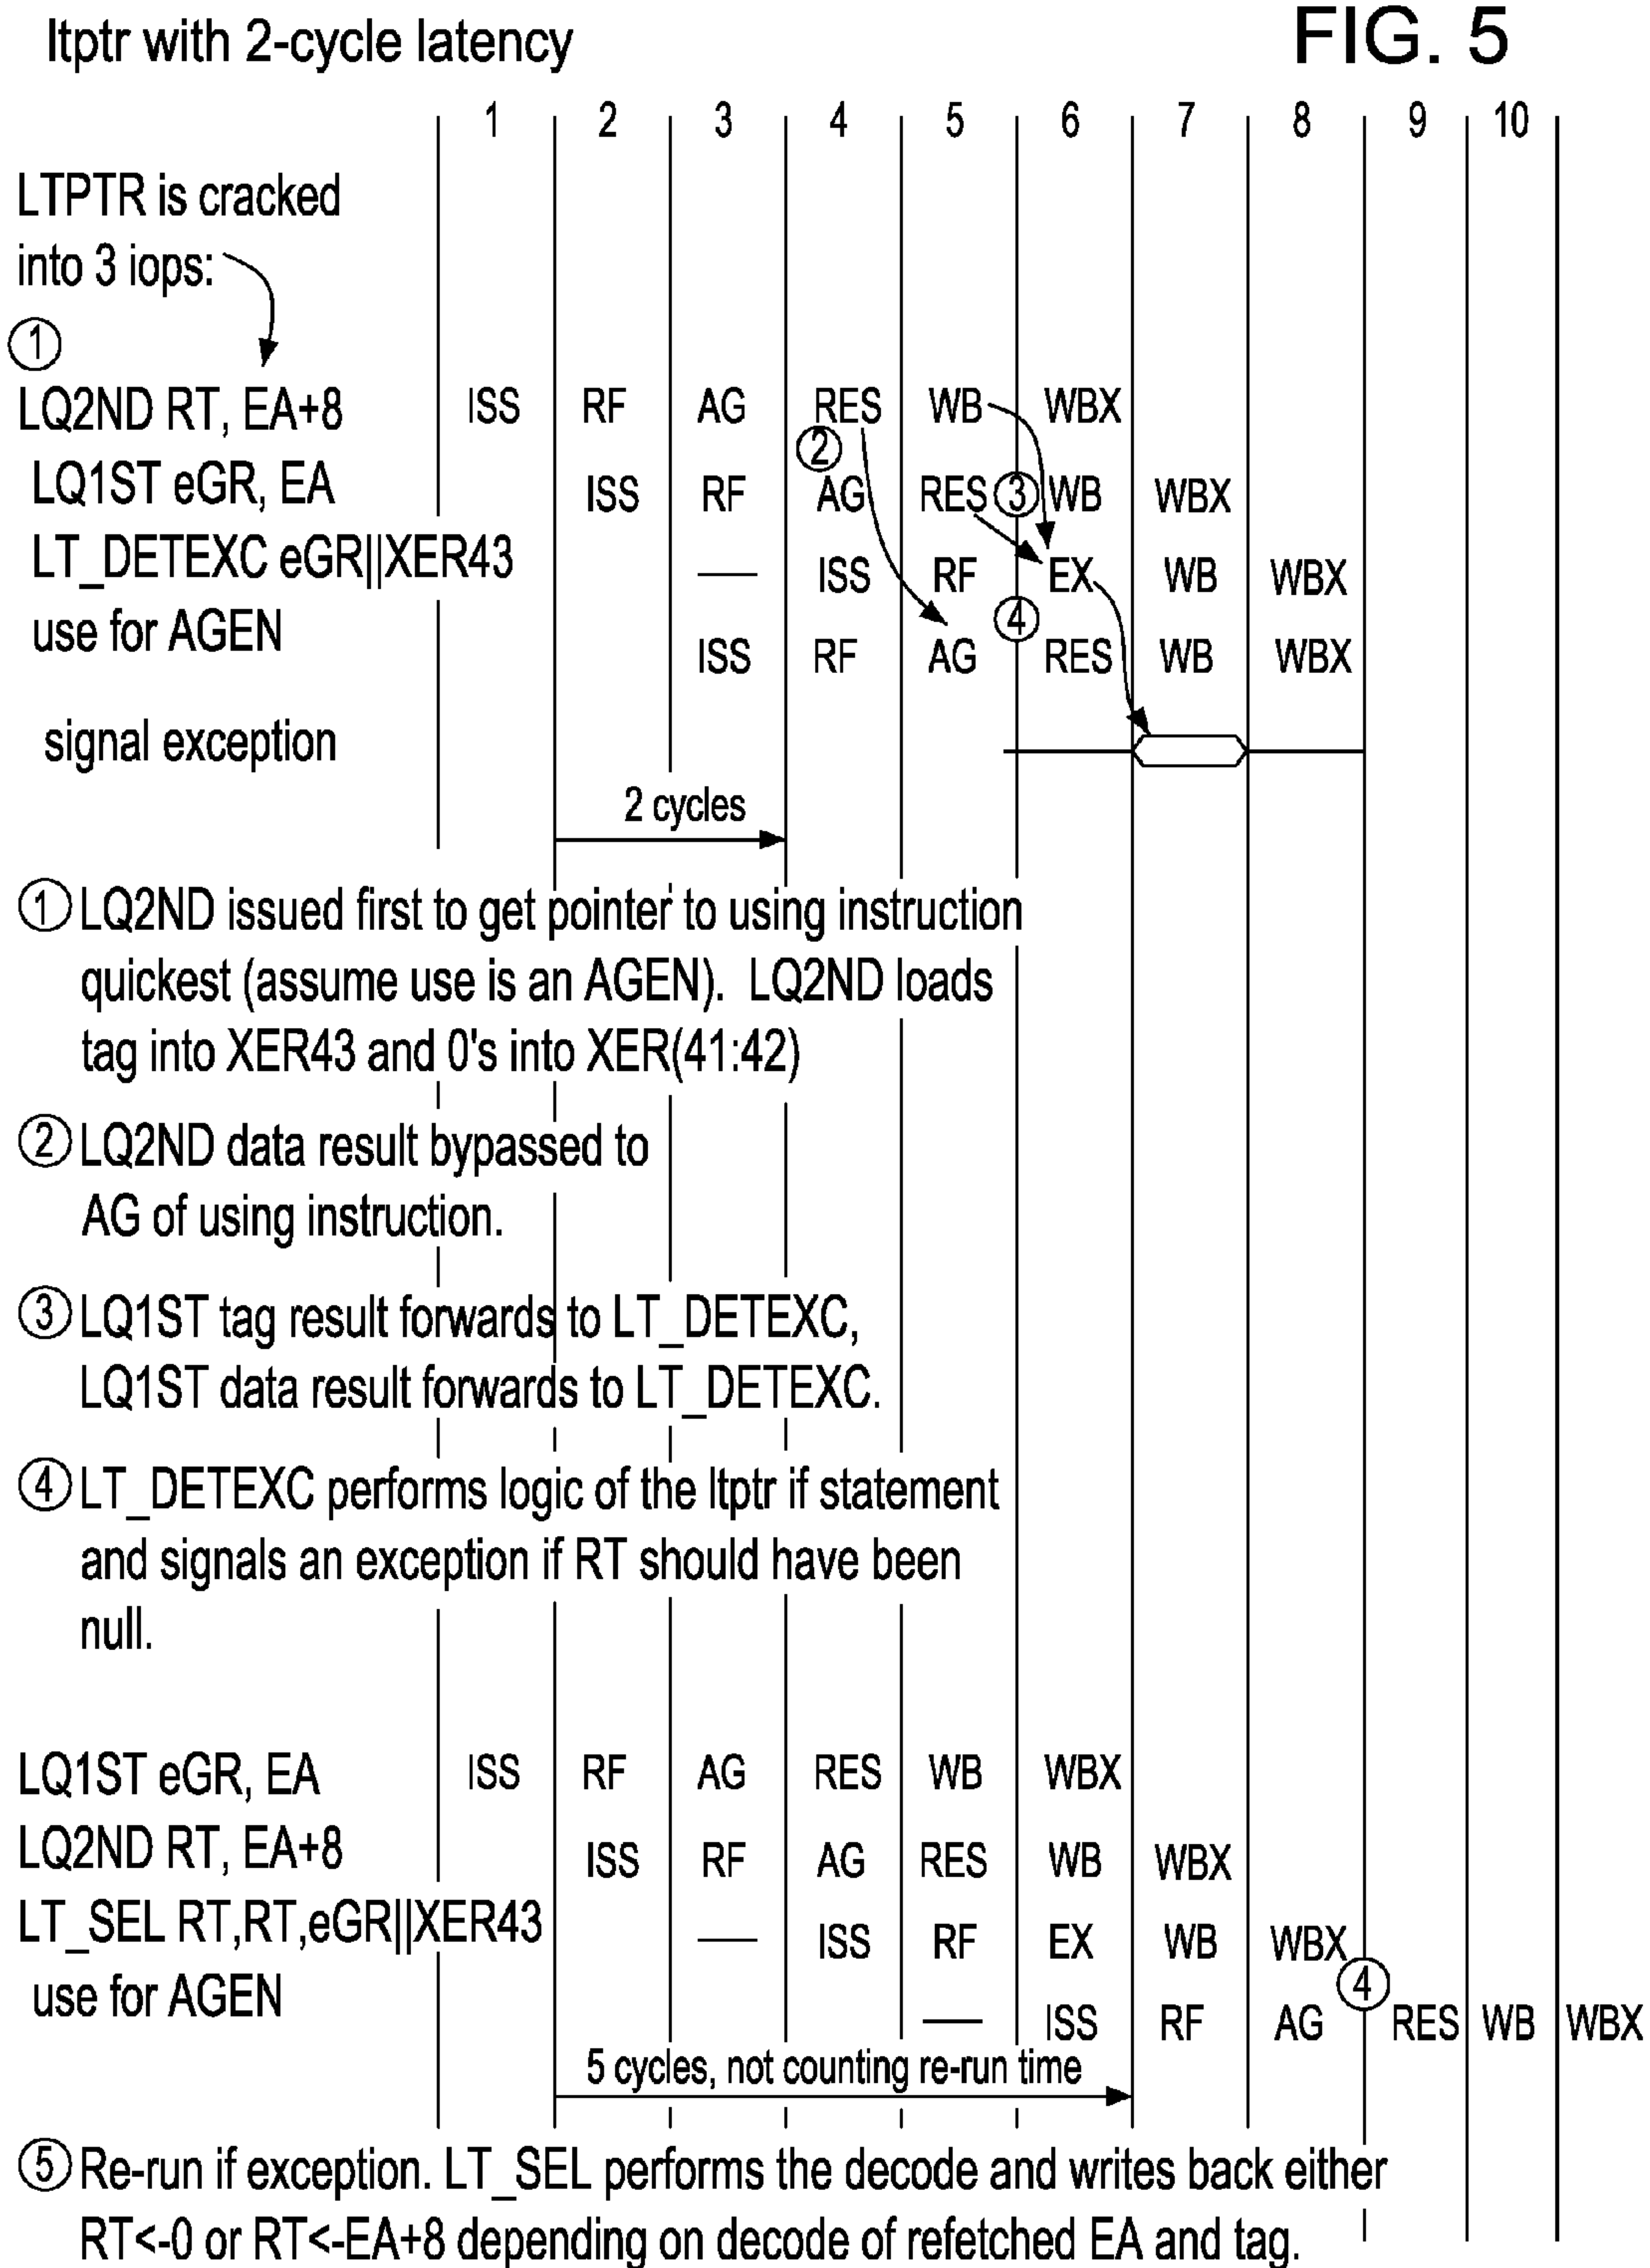 ltptr with 2-cycle latency
FIG. 5
1 2 3 4 5 6 7 8 9 10
LTPTR is cracked
into 3 iops:
①
LQ2ND RT, EA+8 ISS RF AG RES WB WBX
②
LQ1ST eGR, EA ISS RF AG RES ③ WB WBX
LT_DETEXC eGR||XER43 — ISS RF EX WB WBX
④
use for AGEN ISS RF AG RES WB WBX
signal exception
2 cycles
① LQ2ND issued first to get pointer to using instruction
quickest (assume use is an AGEN). LQ2ND loads
tag into XER43 and 0's into XER(41:42)
② LQ2ND data result bypassed to
AG of using instruction.
③ LQ1ST tag result forwards to LT_DETEXC,
LQ1ST data result forwards to LT_DETEXC.
④ LT_DETEXC performs logic of the ltptr if statement
and signals an exception if RT should have been
null.
LQ1ST eGR, EA ISS RF AG RES WB WBX
LQ2ND RT, EA+8 ISS RF AG RES WB WBX
LT_SEL RT,RT,eGR||XER43 — ISS RF EX WB WBX
④
use for AGEN — ISS RF AG RES WB WBX
5 cycles, not counting re-run time
⑤ Re-run if exception. LT_SEL performs the decode and writes back either
RT<-0 or RT<-EA+8 depending on decode of refetched EA and tag.